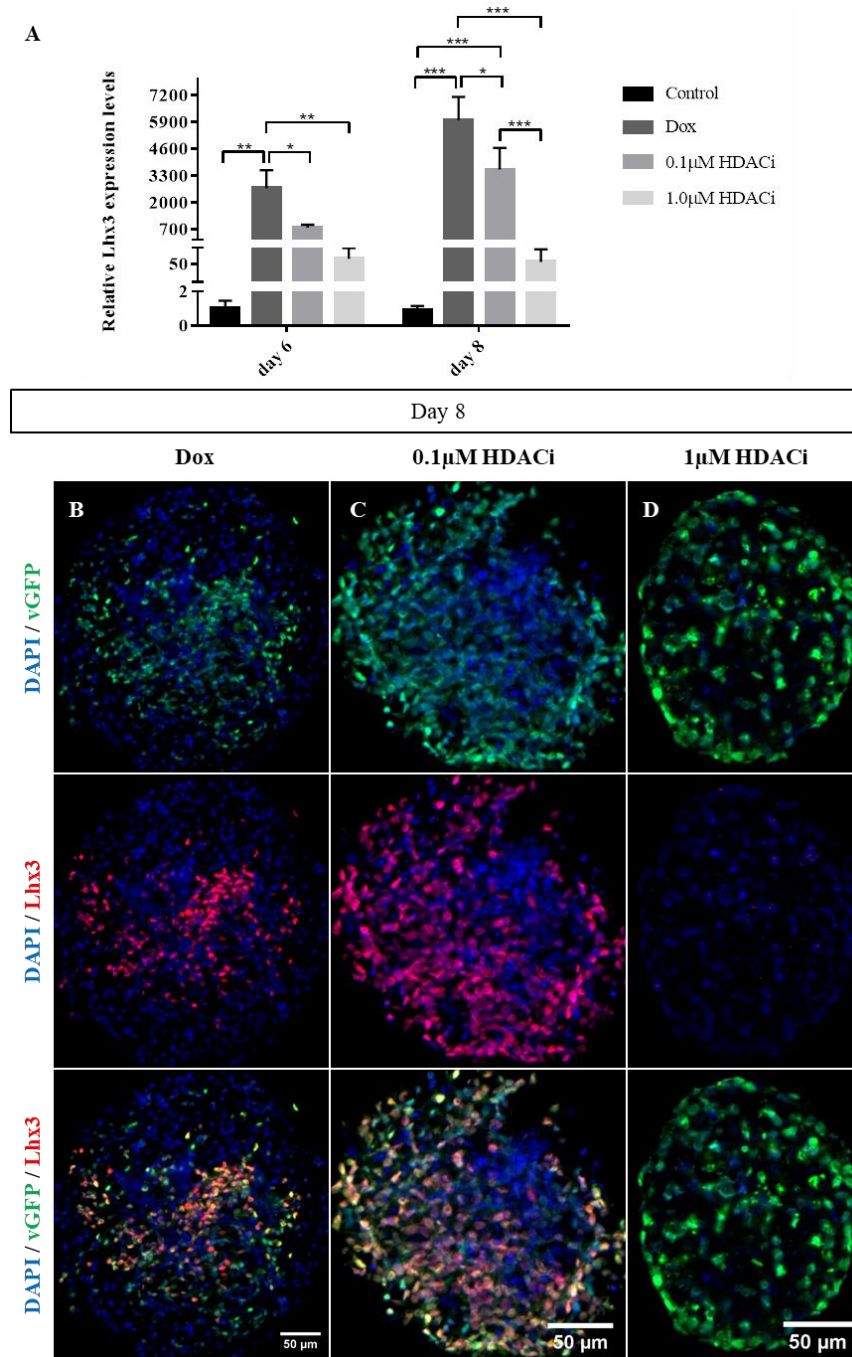 A
Relative Lhx3 expression levels
7200
5900
4600
3300
2000
700
50
2
0
** * **
*** * *** *** ***
day 6
day 8
Control
Dox
0.1µM HDACi
1.0µM HDACi
Day 8
Dox
0.1µM HDACi
1µM HDACi
DAPI / vGFP
B
C
D
DAPI / Lhx3
DAPI / vGFP / Lhx3
50 µm
50 µm
50 µm